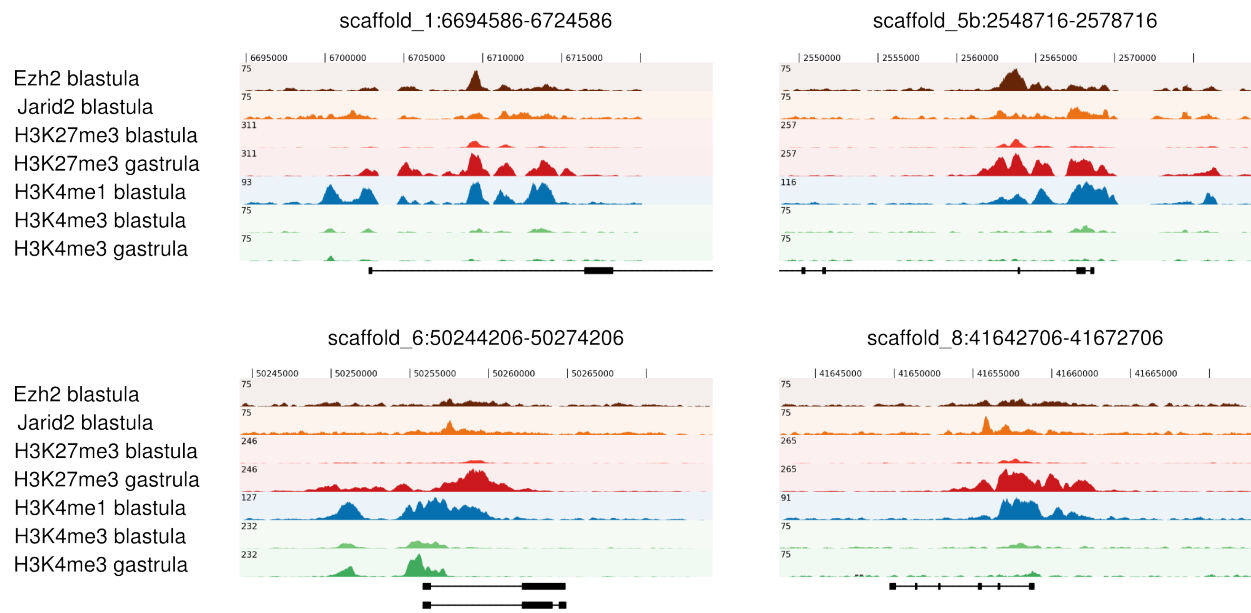 scaffold_1:6694586-6724586
6695000 6700000 6705000 6710000 6715000
Ezh2 blastula 75
Jarid2 blastula 75
H3K27me3 blastula 311
H3K27me3 gastrula 311
H3K4me1 blastula 93
H3K4me3 blastula 75
H3K4me3 gastrula 75
scaffold_5b:2548716-2578716
2550000 2555000 2560000 2565000 2570000
75
75
257
257
116
75
75
scaffold_6:50244206-50274206
50245000 50250000 50255000 50260000 50265000
Ezh2 blastula 75
Jarid2 blastula 75
H3K27me3 blastula 246
H3K27me3 gastrula 246
H3K4me1 blastula 127
H3K4me3 blastula 232
H3K4me3 gastrula 232
scaffold_8:41642706-41672706
41645000 41650000 41655000 41660000 41665000
75
75
265
265
91
75
75